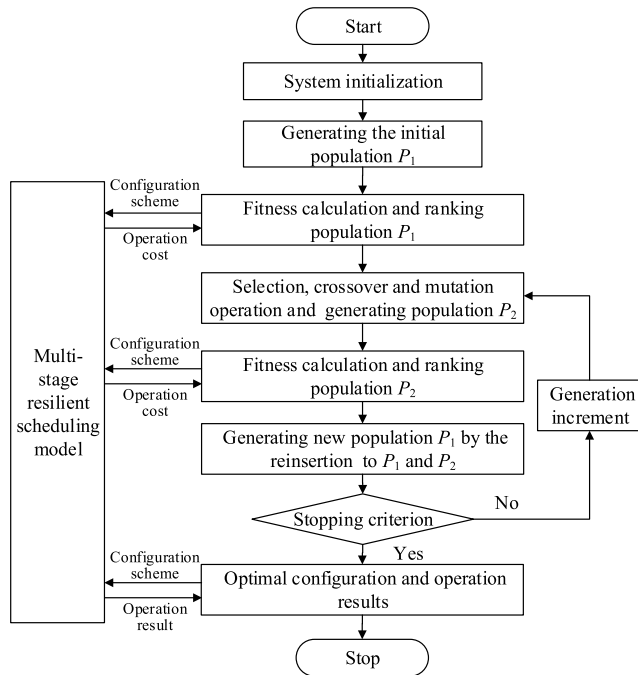 Start
System initialization
Generating the initial
population P1
Configuration
scheme
Operation
cost
Fitness calculation and ranking
population P1
Selection, crossover and mutation
operation and generating population P2
Multi-
stage
resilient
scheduling
model
Configuration
scheme
Operation
cost
Fitness calculation and ranking
population P2
Generation
increment
Generating new population P1 by the
reinsertion to P1 and P2
Stopping criterion
No
Yes
Configuration
scheme
Operation
result
Optimal configuration and operation
results
Stop